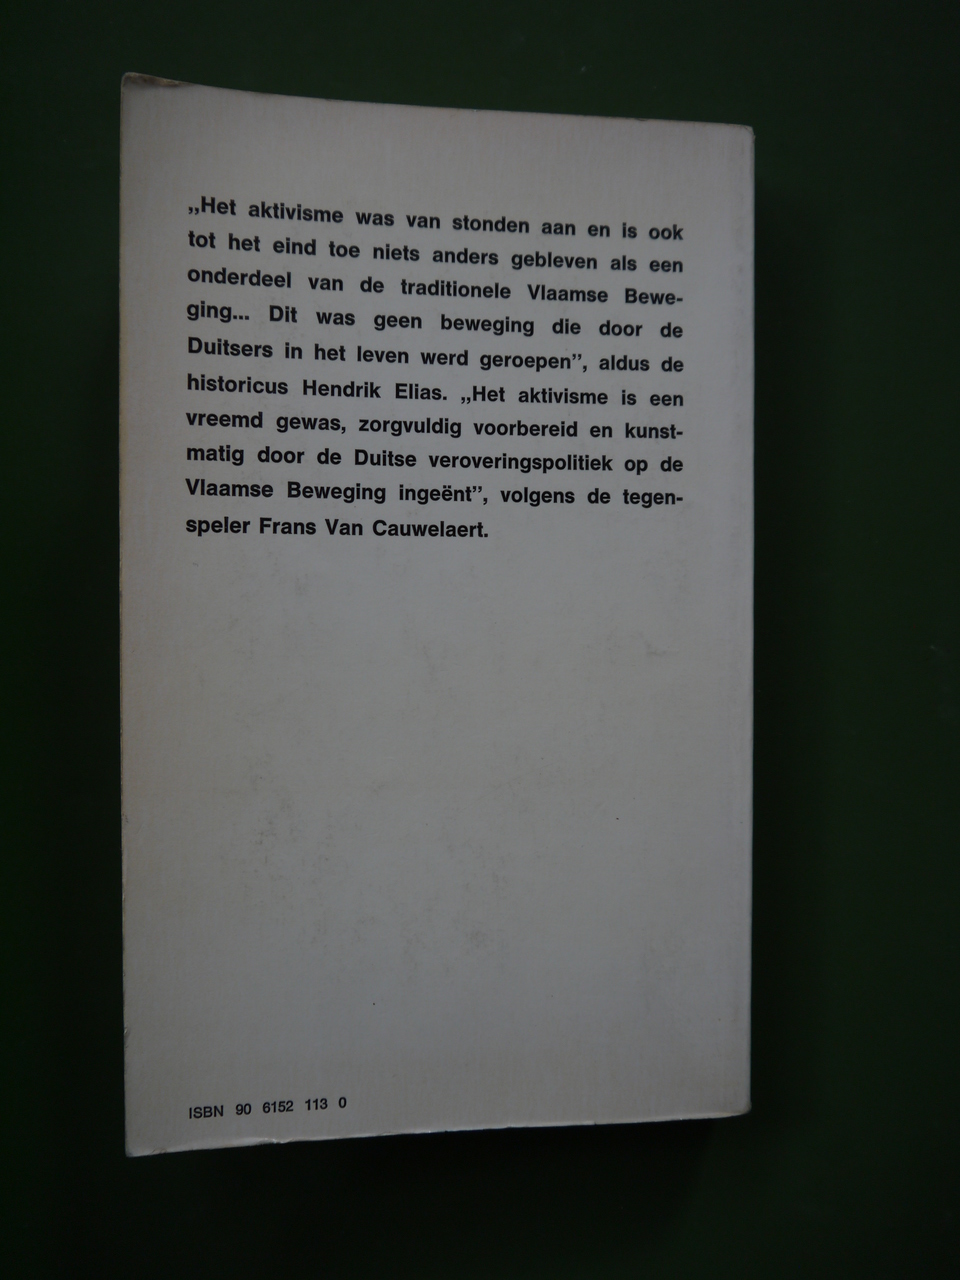 „Het aktivisme was van stonden aan en is ook
tot het eind toe niets anders gebleven als een
onderdeel van de traditionele Vlaamse Bewe-
ging... Dit was geen beweging die door de
Duitsers in het leven werd geroepen”, aldus de
historicus Hendrik Elias. „Het aktivisme is een
vreemd gewas, zorgvuldig voorbereid en kunst-
matig door de Duitse veroveringspolitiek op de
Vlaamse Beweging ingeënt”, volgens de tegen-
speler Frans Van Cauwelaert.
ISBN 90 6152 113 0